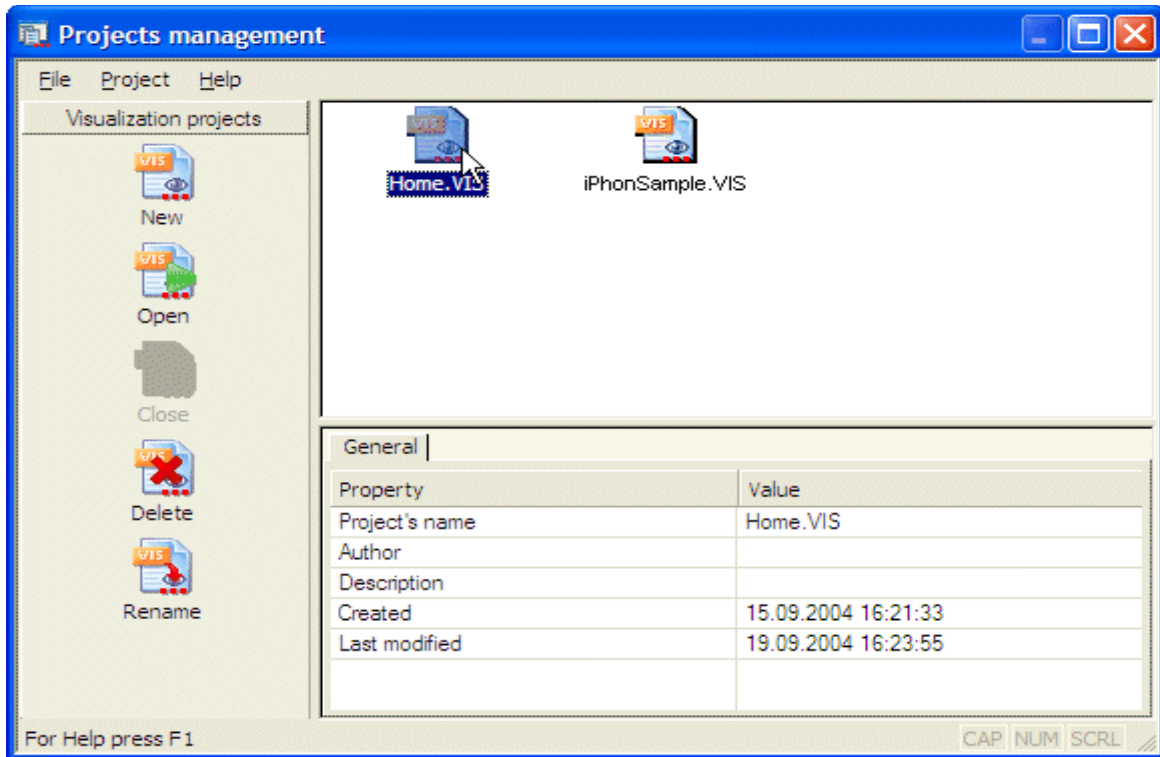 Projects management
File Project Help
Visualization projects
VIS
New
VIS
Open
Close
VIS
Delete
VIS
Rename
VIS
Home.VIS
VIS
iPhonSample.VIS
General
Property Value
Project's name Home.VIS
Author
Description
Created 15.09.2004 16:21:33
Last modified 19.09.2004 16:23:55
For Help press F1 CAP NUM SCRL